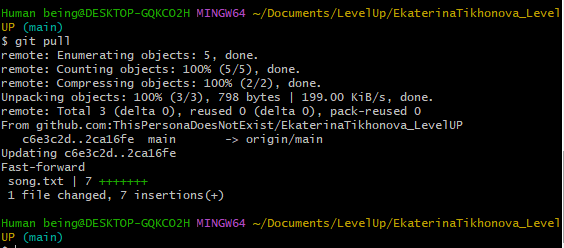 Human being@DESKTOP-GQKCO2H MINGW64 ~/Documents/LevelUp/EkaterinaTikhonova_Level
UP (main)
$ git pull
remote: Enumerating objects: 5, done.
remote: Counting objects: 100% (5/5), done.
remote: Compressing objects: 100% (2/2), done.
Unpacking objects: 100% (3/3), 798 bytes | 199.00 KiB/s, done.
remote: Total 3 (delta 0), reused 0 (delta 0), pack-reused 0
From github.com:ThisPersonaDoesNotExist/EkaterinaTikhonova_LevelUP
   c6e3c2d..2ca16fe  main       -> origin/main
Updating c6e3c2d..2ca16fe
Fast-forward
 song.txt | 7 +++++++
 1 file changed, 7 insertions(+)
Human being@DESKTOP-GQKCO2H MINGW64 ~/Documents/LevelUp/EkaterinaTikhonova_Level
UP (main)